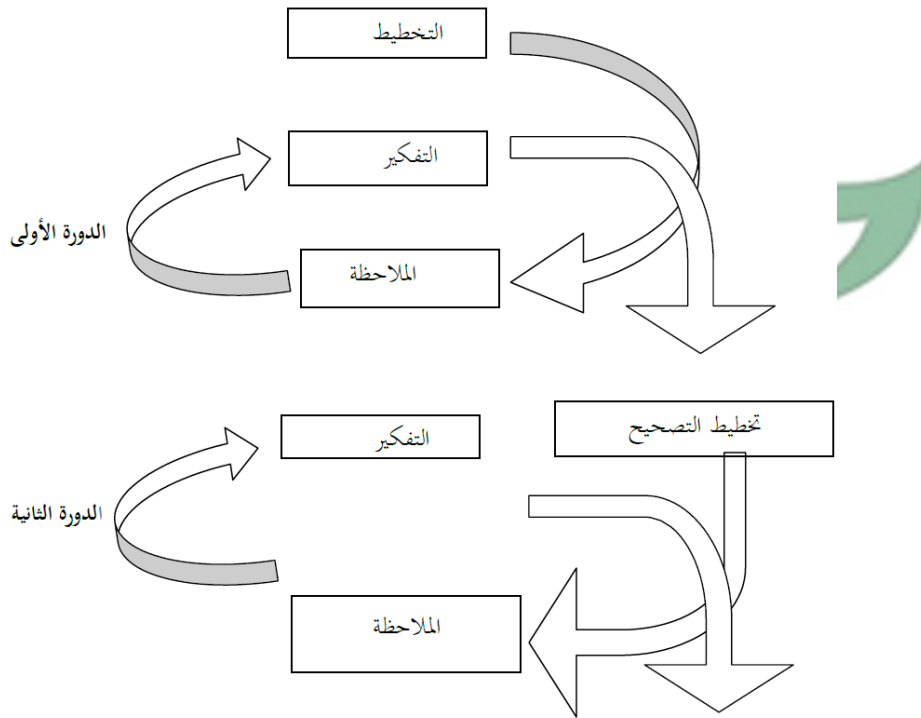 التخطيط
التفكير
الدورة الأولى
الملاحظة
تخطيط التصحيح
التفكير
الدورة الثانية
الملاحظة